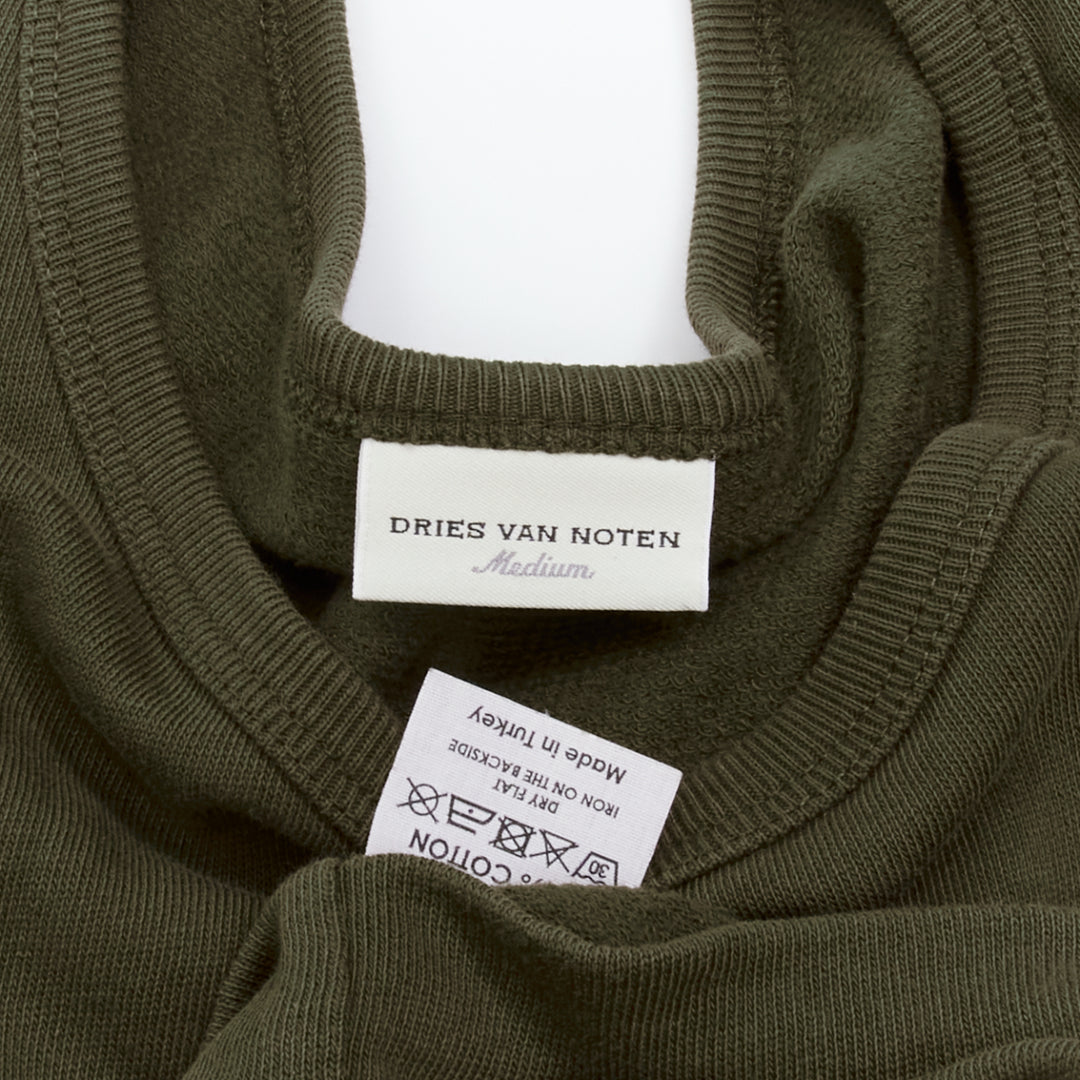 DRIES VAN NOTEN
Medium
% COTTON
30
DRY FLAT
IRON ON THE BACKSIDE
Made in Turkey